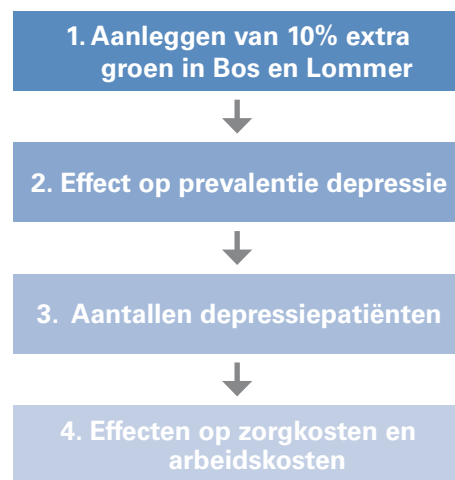 1. Aanleggen van 10% extra
groen in Bos en Lommer
2. Effect op prevalentie depressie
3. Aantallen depressiepatiënten
4. Effecten op zorgkosten en
arbeidskosten